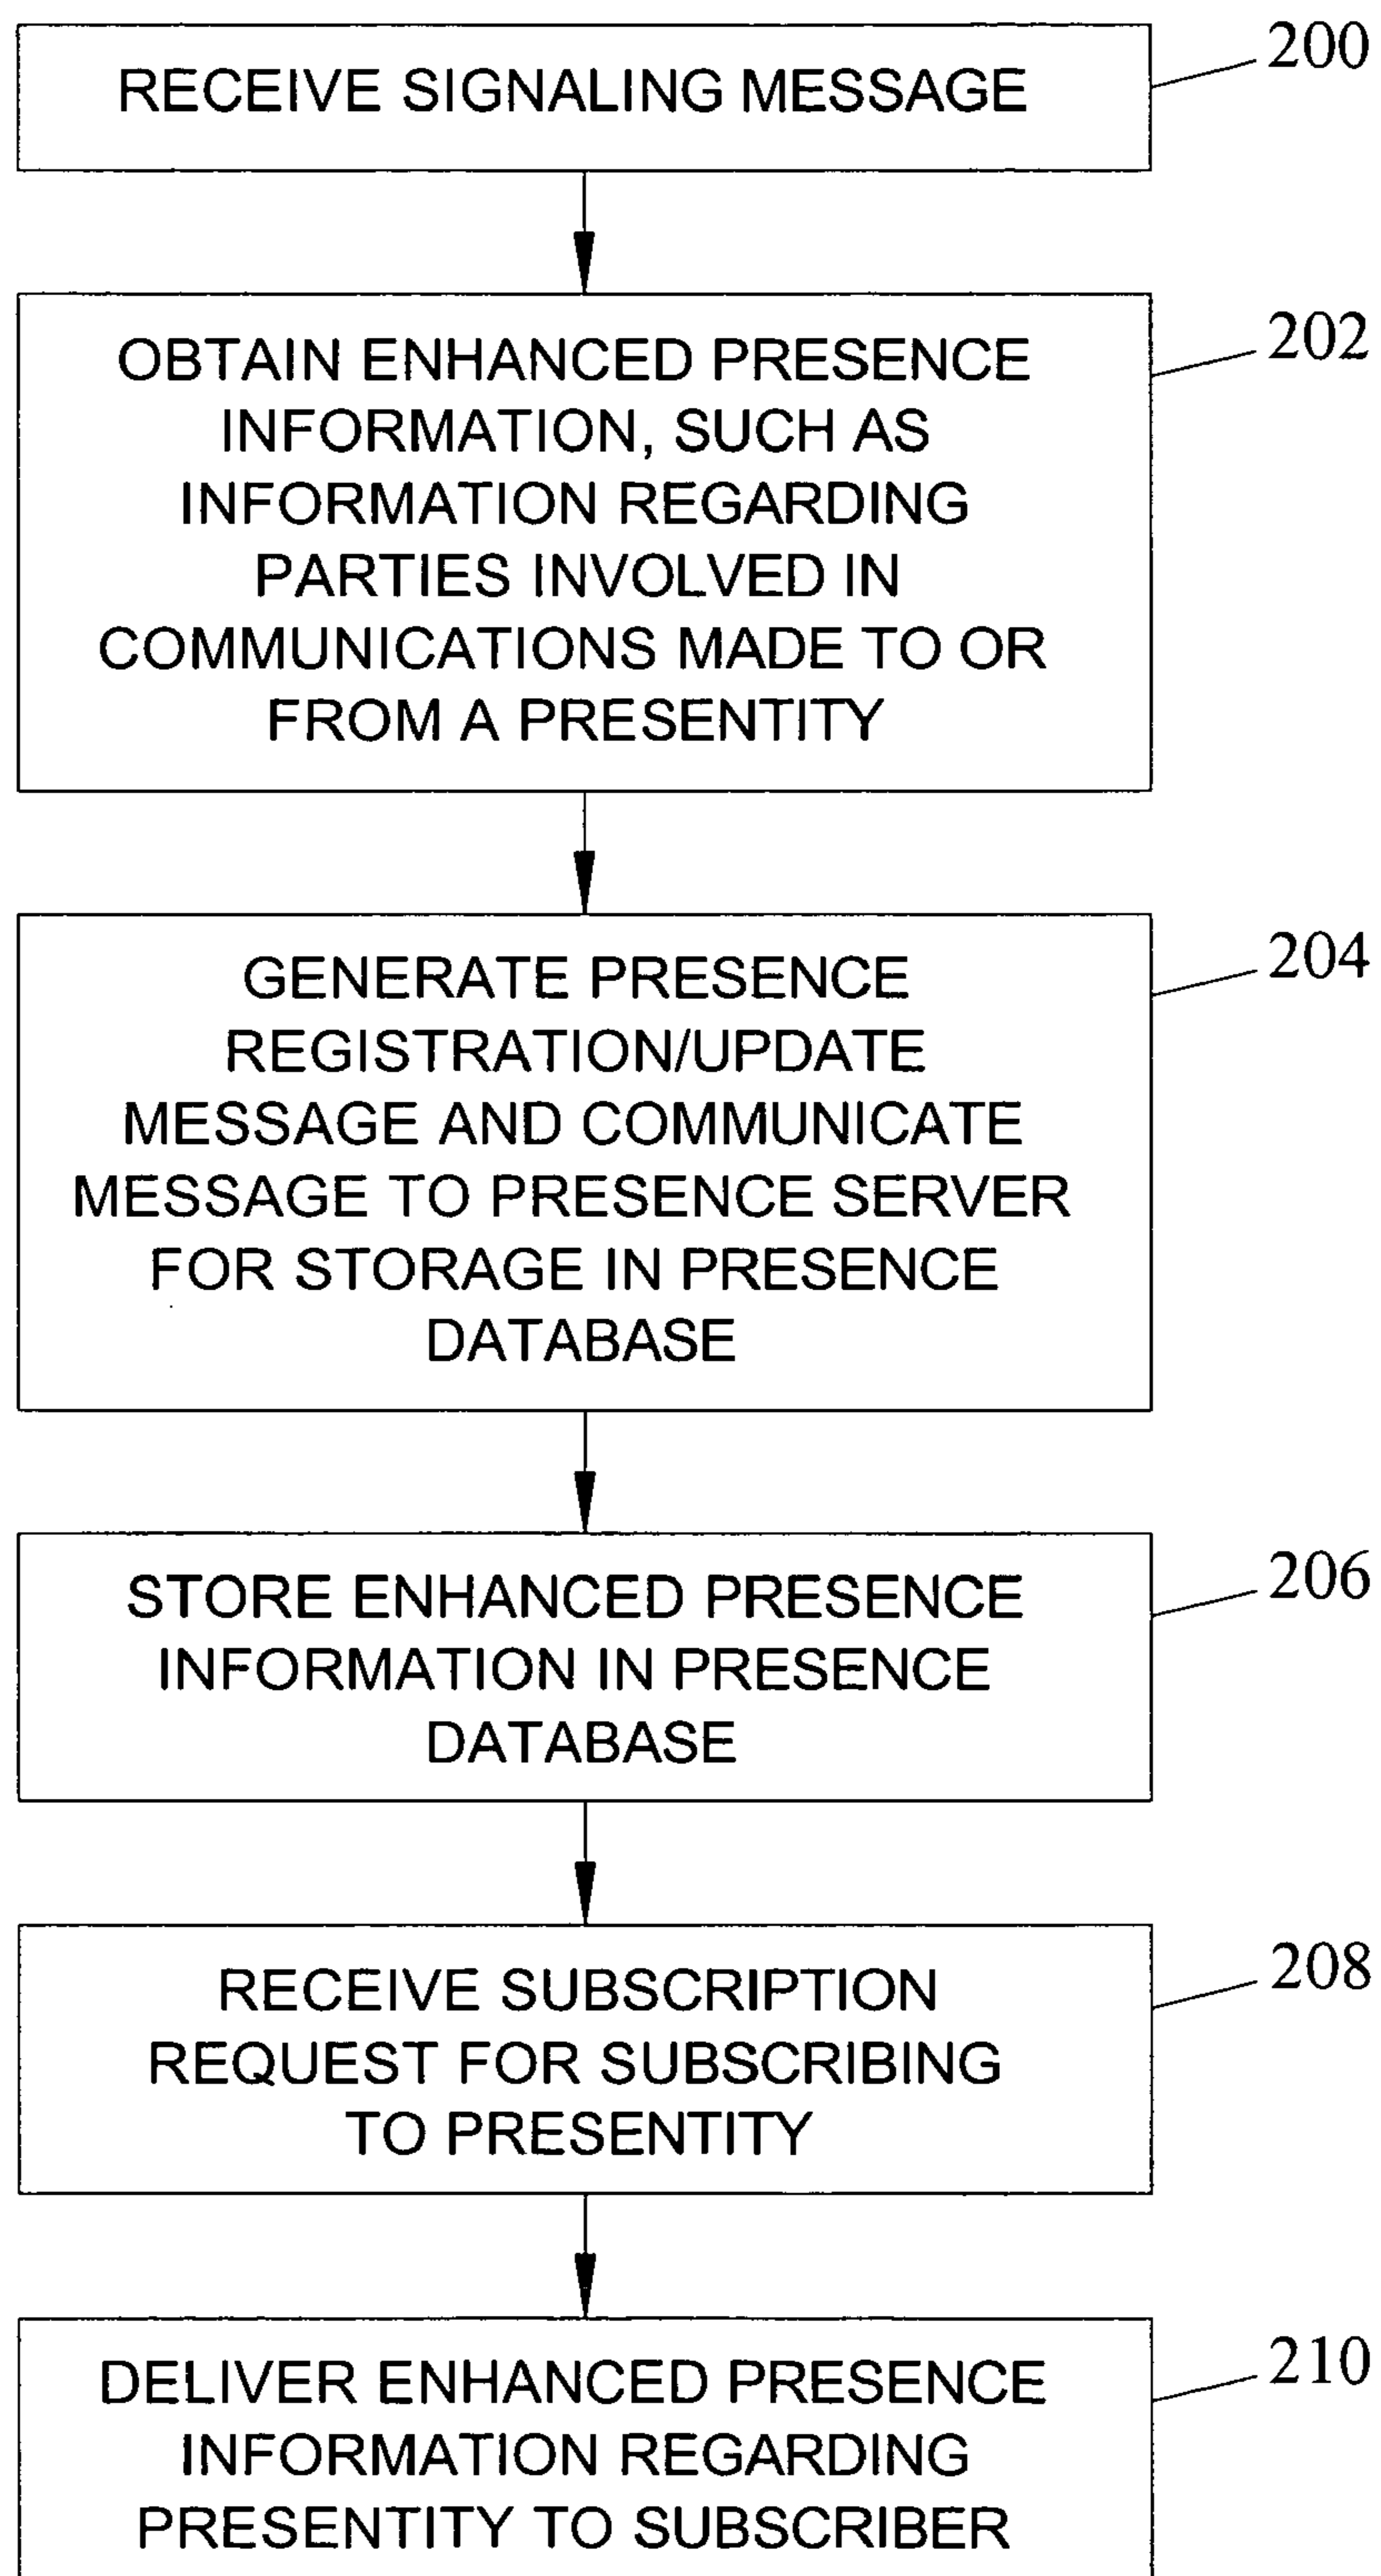 RECEIVE SIGNALING MESSAGE
200
OBTAIN ENHANCED PRESENCE
INFORMATION, SUCH AS
INFORMATION REGARDING
PARTIES INVOLVED IN
COMMUNICATIONS MADE TO OR
FROM A PRESENTITY
202
GENERATE PRESENCE
REGISTRATION/UPDATE
MESSAGE AND COMMUNICATE
MESSAGE TO PRESENCE SERVER
FOR STORAGE IN PRESENCE
DATABASE
204
STORE ENHANCED PRESENCE
INFORMATION IN PRESENCE
DATABASE
206
RECEIVE SUBSCRIPTION
REQUEST FOR SUBSCRIBING
TO PRESENTITY
208
DELIVER ENHANCED PRESENCE
INFORMATION REGARDING
PRESENTITY TO SUBSCRIBER
210